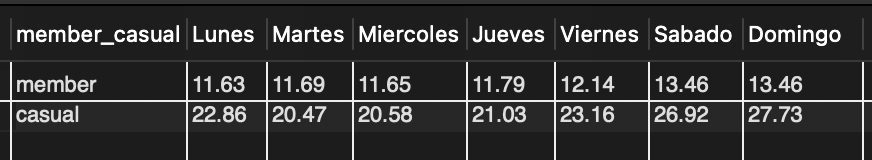 member_casual Lunes Martes Miercoles Jueves Viernes Sabado Domingo
member 11.63 11.69 11.65 11.79 12.14 13.46 13.46
casual 22.86 20.47 20.58 21.03 23.16 26.92 27.73